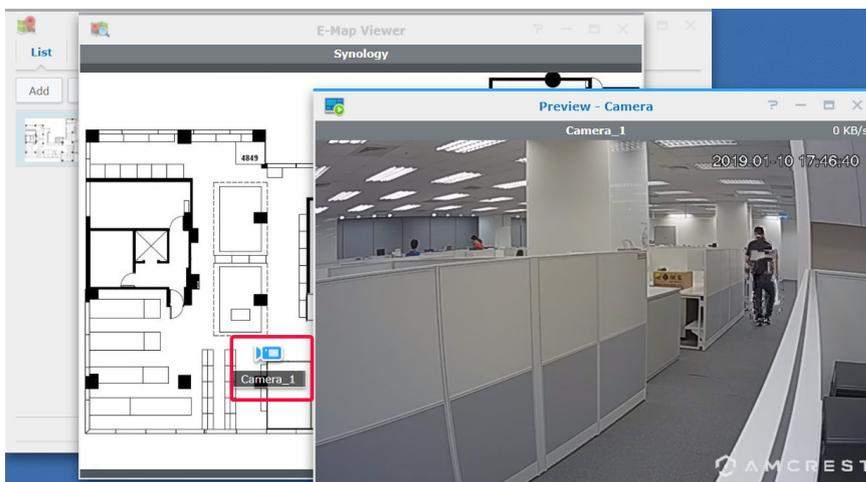 E-Map Viewer
Synology
List
Add
Preview - Camera
Camera_1
0 KB/s
2019-01-10 17:46:40
4849
Camera_1
AMCREST